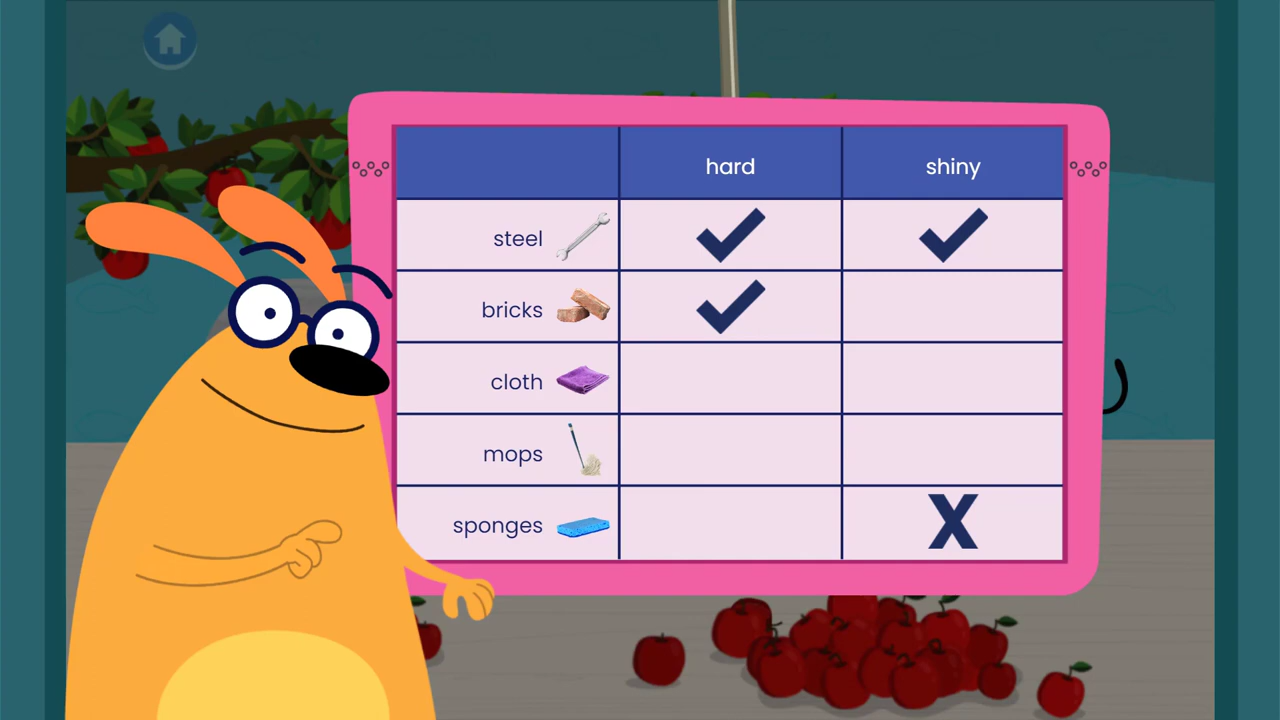 hard shiny
steel ✓ ✓
bricks ✓
cloth
mops
sponges X